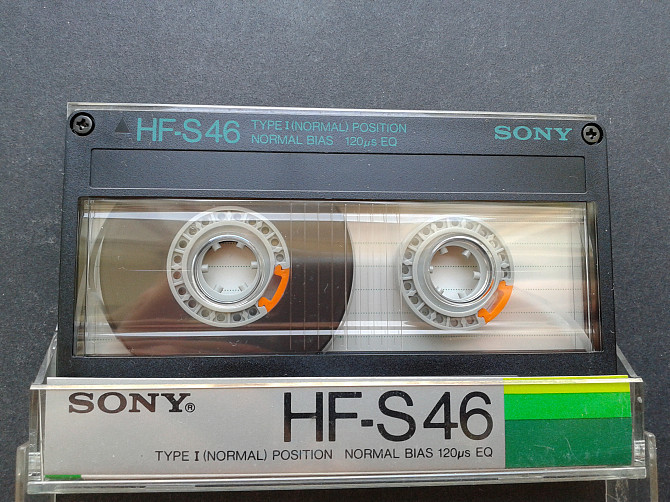 ▲ HF-S46 TYPE I (NORMAL) POSITION SONY
NORMAL BIAS 120µs EQ
SONY® HF-S46
TYPE I (NORMAL) POSITION NORMAL BIAS 120µs EQ